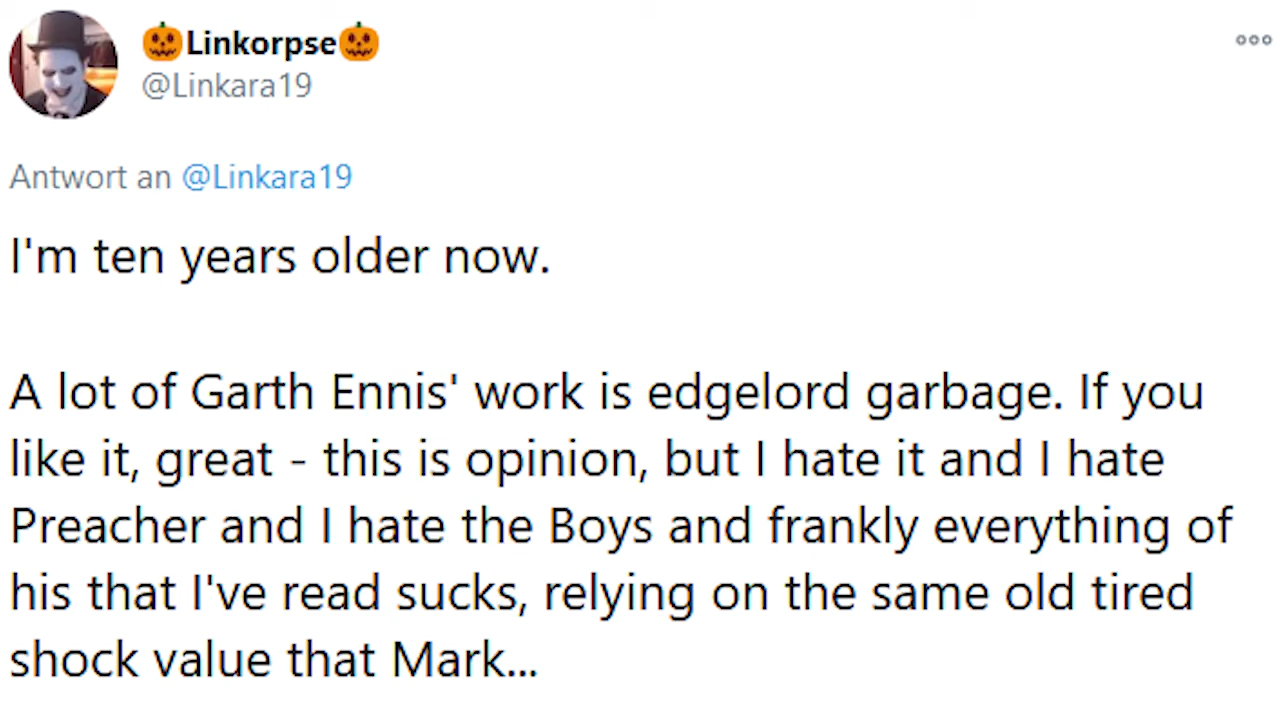 🎃Linkorpse🎃
@Linkara19
Antwort an @Linkara19
I'm ten years older now.
A lot of Garth Ennis' work is edgelord garbage. If you
like it, great - this is opinion, but I hate it and I hate
Preacher and I hate the Boys and frankly everything of
his that I've read sucks, relying on the same old tired
shock value that Mark...